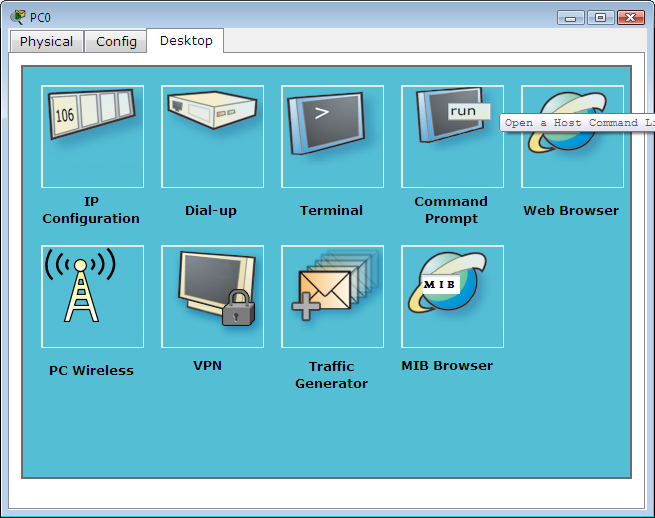 PC0
Physical Config Desktop
106
>
run
Open a Host Command Li
IP
Configuration
Dial-up
Terminal
Command
Prompt
Web Browser
MIB
PC Wireless
VPN
Traffic
Generator
MIB Browser